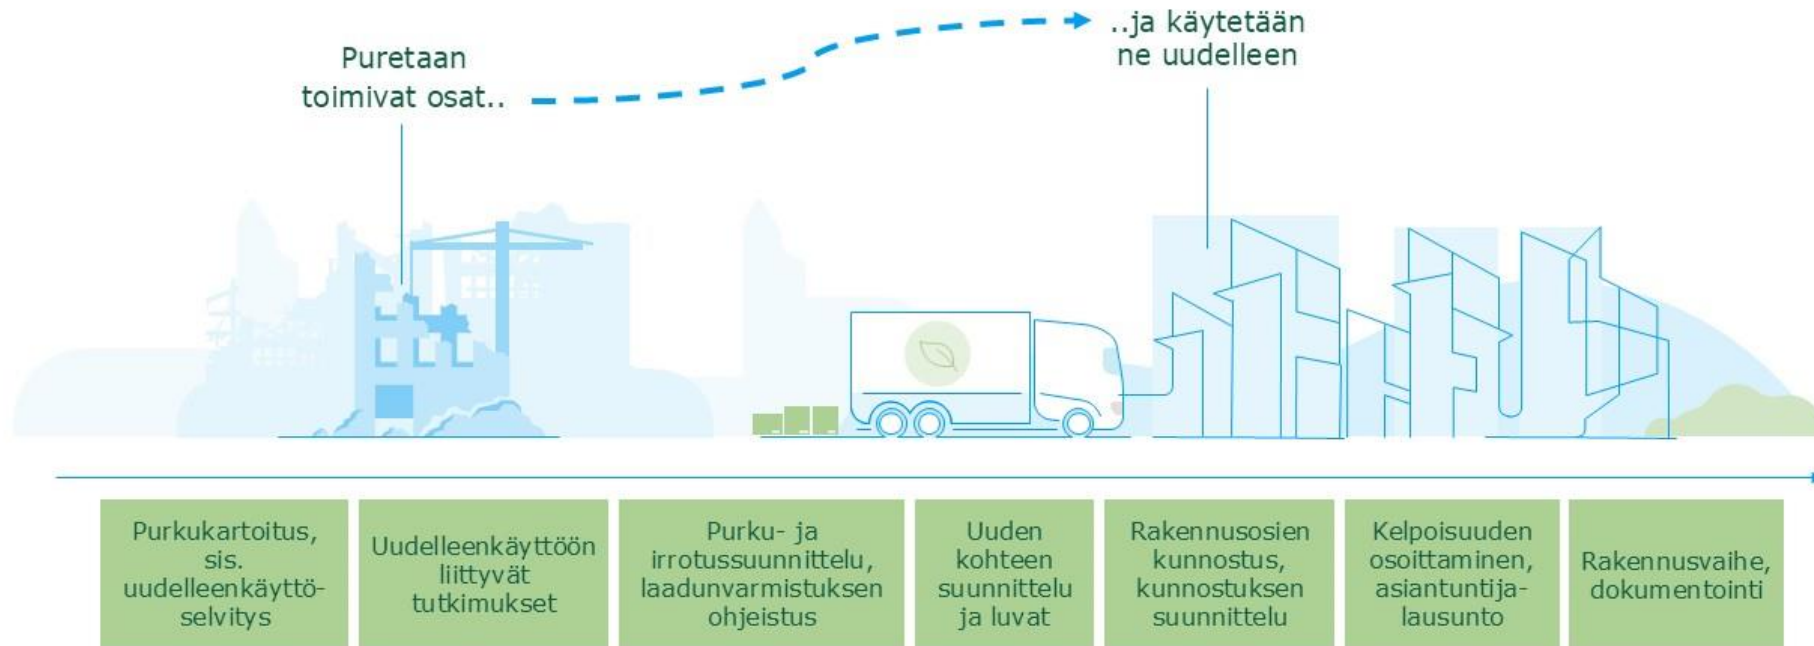 Puretaan
toimivat osat..
..ja käytetään
ne uudelleen
Purkukartoitus,
sis.
uudelleenkäyttö-
selvitys
Uudelleenkäyttöön
liittyvät
tutkimukset
Purku- ja
irrotussuunnittelu,
laadunvarmistuksen
ohjeistus
Uuden
kohteen
suunnittelu
ja luvat
Rakennusosien
kunnostus,
kunnostuksen
suunnittelu
Kelpoisuuden
osoittaminen,
asiantuntija-
lausunto
Rakennusvaihe,
dokumentointi